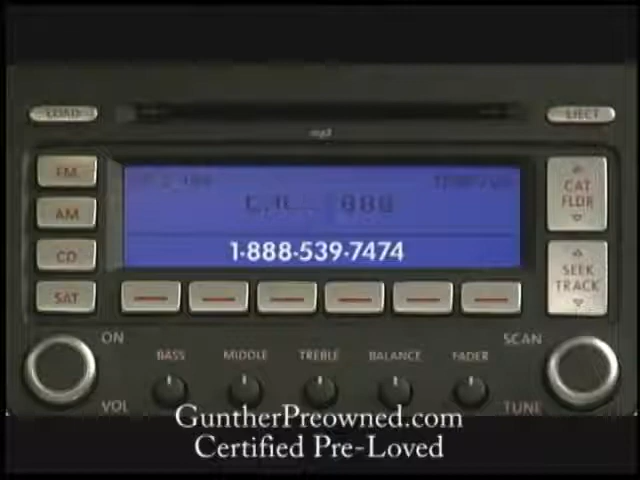 LOAD
EJECT
mp3
FM
AM
CD
SAT
CAT
FLDR
SEEK
TRACK
1-888-539-7474
ON
VOL
BASS
MIDDLE
TREBLE
BALANCE
FADER
SCAN
TUNE
GuntherPreowned.com
Certified Pre-Loved